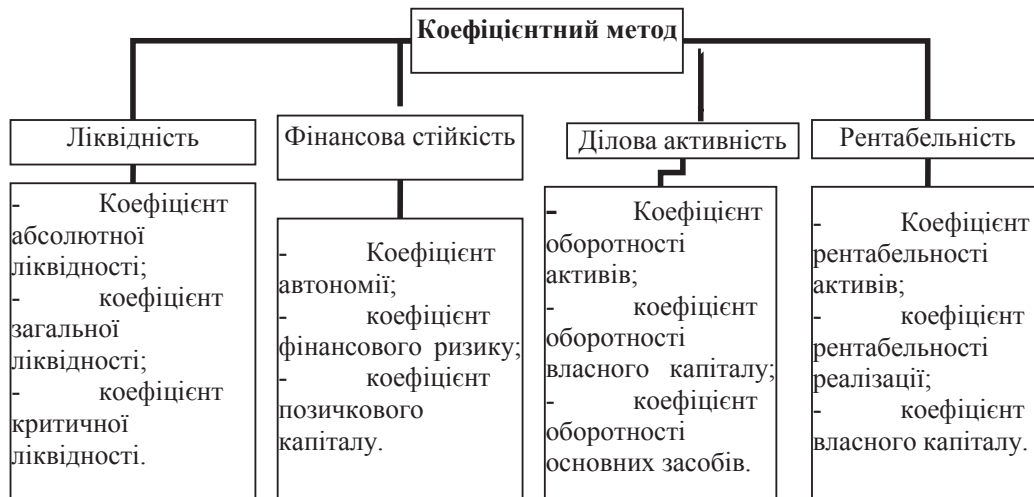 Коефіцієнтний метод
Ліквідність
Фінансова стійкість
Ділова активність
Рентабельність
- Коефіцієнт
абсолютної
ліквідності;
- коефіцієнт
загальної
ліквідності;
- коефіцієнт
критичної
ліквідності.
- Коефіцієнт
автономії;
- коефіцієнт
фінансового ризику;
- коефіцієнт
позичкового
капіталу.
- Коефіцієнт
оборотності
активів;
- коефіцієнт
оборотності
власного капіталу;
- коефіцієнт
оборотності
основних засобів.
- Коефіцієнт
рентабельності
активів;
- коефіцієнт
рентабельності
реалізації;
- коефіцієнт
власного капіталу.